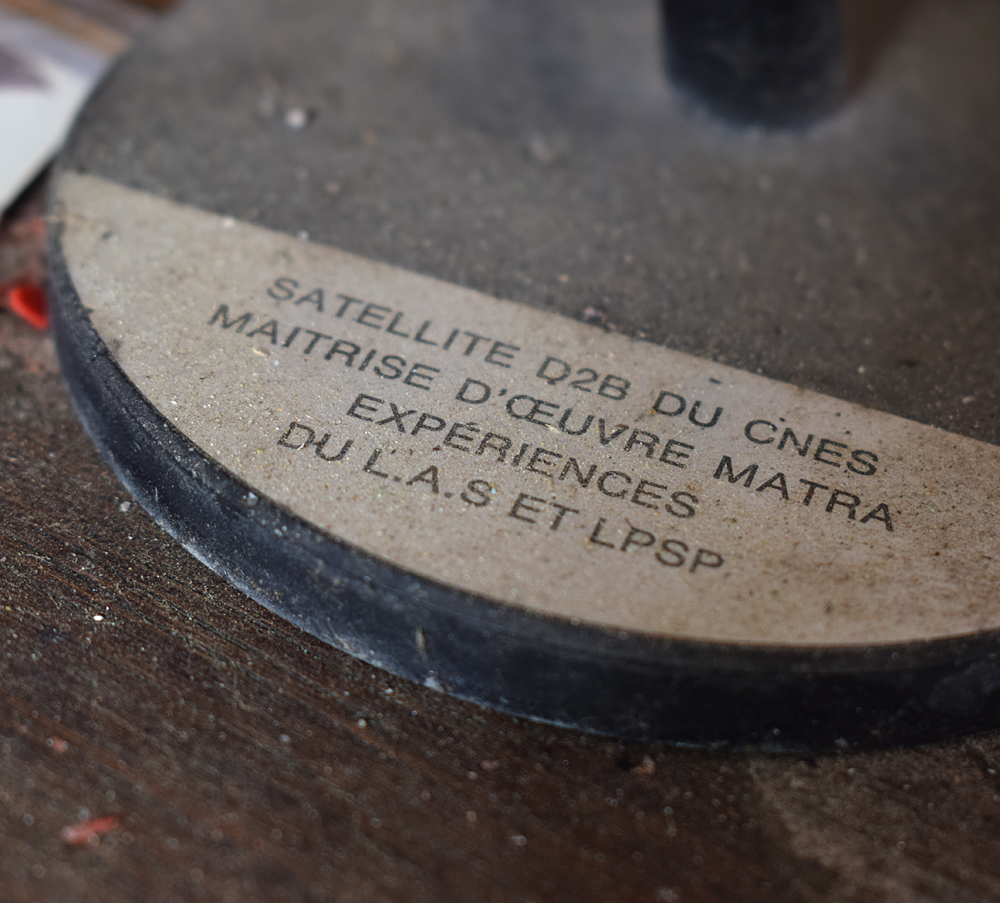 SATELLITE D2B DU CNES
MAITRISE D'ŒUVRE MATRA
EXPÉRIENCES
DU L.A.S ET LPSP